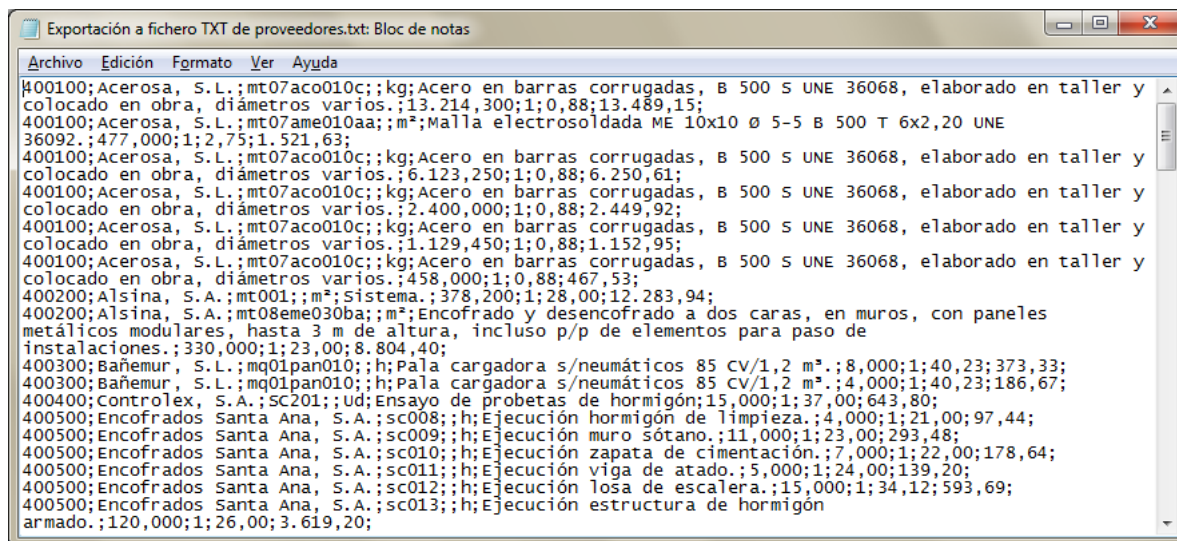 Exportación a fichero TXT de proveedores.txt: Bloc de notas
Archivo Edición Formato Ver Ayuda
400100;Acerosa, S.L.;mt07aco010c;;kg;Acero en barras corrugadas, B 500 S UNE 36068, elaborado en taller y
colocado en obra, diámetros varios.;13.214,300;1;0,88;13.489,15;
400100;Acerosa, S.L.;mt07ame010aa;;m²;Malla electrosoldada ME 10x10 Ø 5-5 B 500 T 6x2,20 UNE
36092.;477,000;1;2,75;1.521,63;
400100;Acerosa, S.L.;mt07aco010c;;kg;Acero en barras corrugadas, B 500 S UNE 36068, elaborado en taller y
colocado en obra, diámetros varios.;6.123,250;1;0,88;6.250,61;
400100;Acerosa, S.L.;mt07aco010c;;kg;Acero en barras corrugadas, B 500 S UNE 36068, elaborado en taller y
colocado en obra, diámetros varios.;2.400,000;1;0,88;2.449,92;
400100;Acerosa, S.L.;mt07aco010c;;kg;Acero en barras corrugadas, B 500 S UNE 36068, elaborado en taller y
colocado en obra, diámetros varios.;1.129,450;1;0,88;1.152,95;
400100;Acerosa, S.L.;mt07aco010c;;kg;Acero en barras corrugadas, B 500 S UNE 36068, elaborado en taller y
colocado en obra, diámetros varios.;458,000;1;0,88;467,53;
400200;Alsina, S.A.;mt001;;m²;Sistema.;378,200;1;28,00;12.283,94;
400200;Alsina, S.A.;mt08eme030ba;;m²;Encofrado y desencofrado a dos caras, en muros, con paneles
metálicos modulares, hasta 3 m de altura, incluso p/p de elementos para paso de
instalaciones.;330,000;1;23,00;8.804,40;
400300;Bañemur, S.L.;mq01pan010;;h;Pala cargadora s/neumáticos 85 CV/1,2 m³.;8,000;1;40,23;373,33;
400300;Bañemur, S.L.;mq01pan010;;h;Pala cargadora s/neumáticos 85 CV/1,2 m³.;4,000;1;40,23;186,67;
400400;Controlex, S.A.;SC201;;Ud;Ensayo de probetas de hormigón;15,000;1;37,00;643,80;
400500;Encofrados Santa Ana, S.A.;sc008;;h;Ejecución hormigón de limpieza.;4,000;1;21,00;97,44;
400500;Encofrados Santa Ana, S.A.;sc009;;h;Ejecución muro sótano.;11,000;1;23,00;293,48;
400500;Encofrados Santa Ana, S.A.;sc010;;h;Ejecución zapata de cimentación.;7,000;1;22,00;178,64;
400500;Encofrados Santa Ana, S.A.;sc011;;h;Ejecución viga de atado.;5,000;1;24,00;139,20;
400500;Encofrados Santa Ana, S.A.;sc012;;h;Ejecución losa de escalera.;15,000;1;34,12;593,69;
400500;Encofrados Santa Ana, S.A.;sc013;;h;Ejecución estructura de hormigón
armado.;120,000;1;26,00;3.619,20;